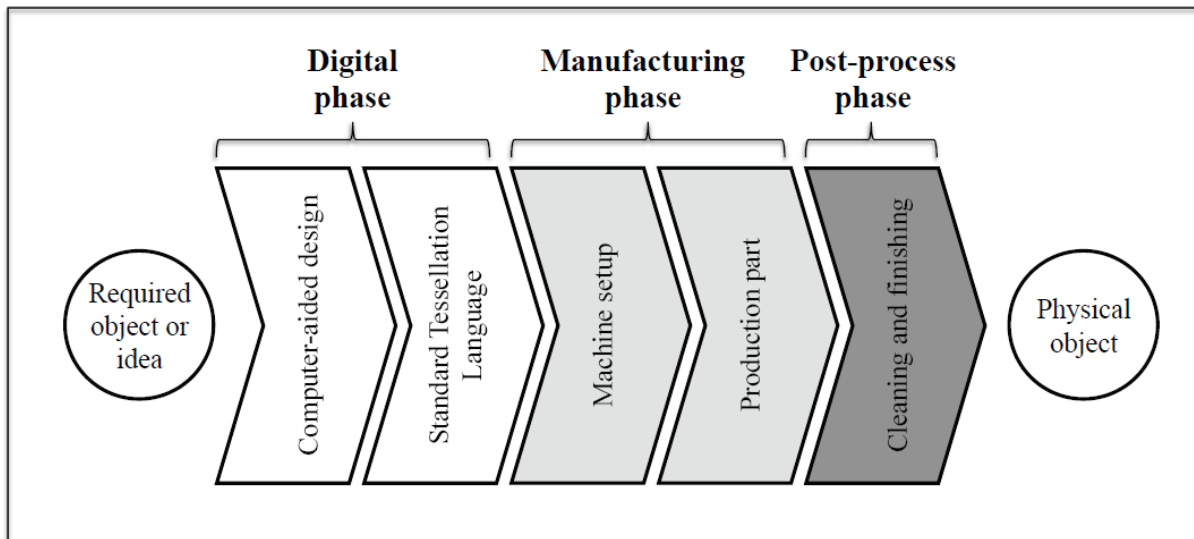 Digital
phase
Manufacturing
phase
Post-process
phase
Required
object or
idea
Computer-aided design
Standard Tessellation
Language
Machine setup
Production part
Cleaning and finishing
Physical
object